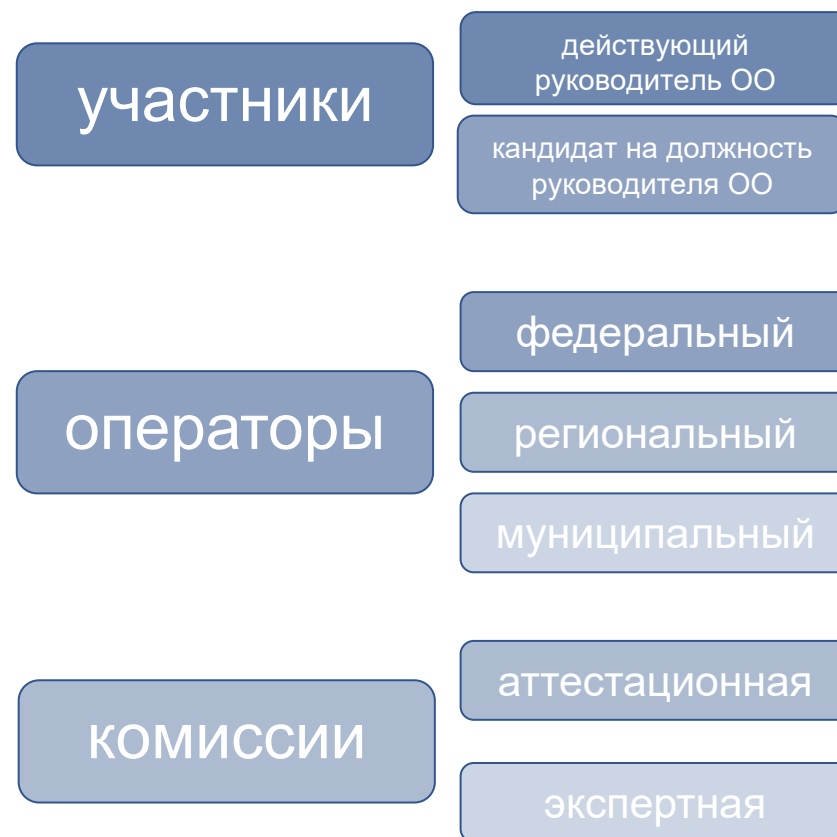 участники
действующий
руководитель ОО
кандидат на должность
руководителя ОО
операторы
федеральный
региональный
муниципальный
комиссии
аттестационная
экспертная